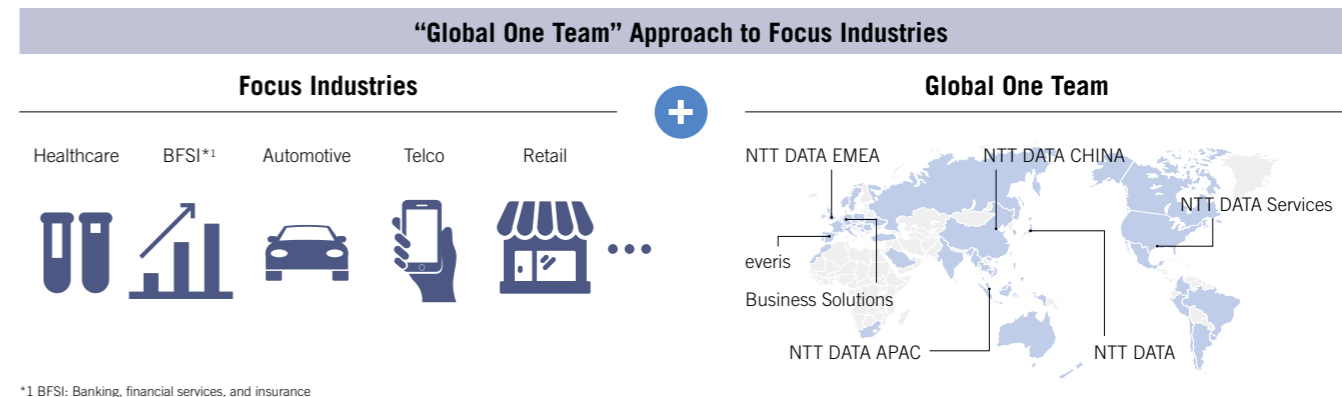 “Global One Team” Approach to Focus Industries
Focus Industries
Healthcare
BFSI*1
Automotive
Telco
Retail
Global One Team
NTT DATA EMEA
NTT DATA CHINA
NTT DATA Services
everis
Business Solutions
NTT DATA APAC
NTT DATA
*1 BFSI: Banking, financial services, and insurance